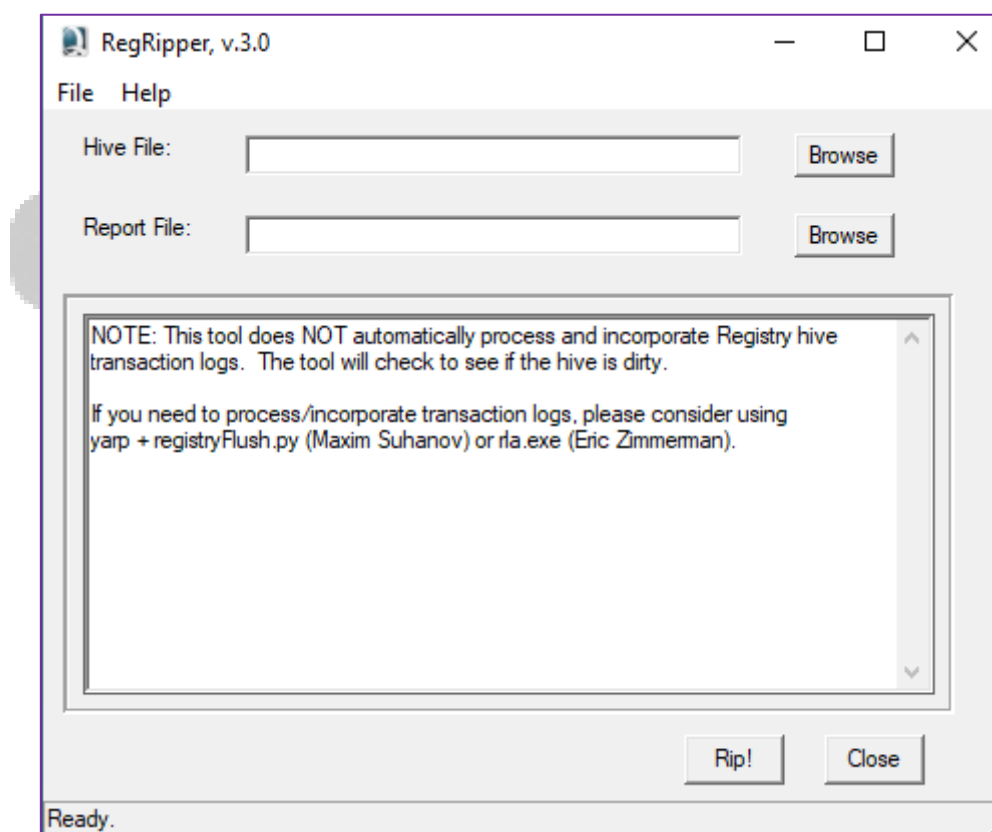 RegRipper, v.3.0
File Help
Hive File:
Browse
Report File:
Browse
NOTE: This tool does NOT automatically process and incorporate Registry hive
transaction logs. The tool will check to see if the hive is dirty.
If you need to process/incorporate transaction logs, please consider using
yarp + registryFlush.py (Maxim Suhanov) or rla.exe (Eric Zimmerman).
Rip!
Close
Ready.